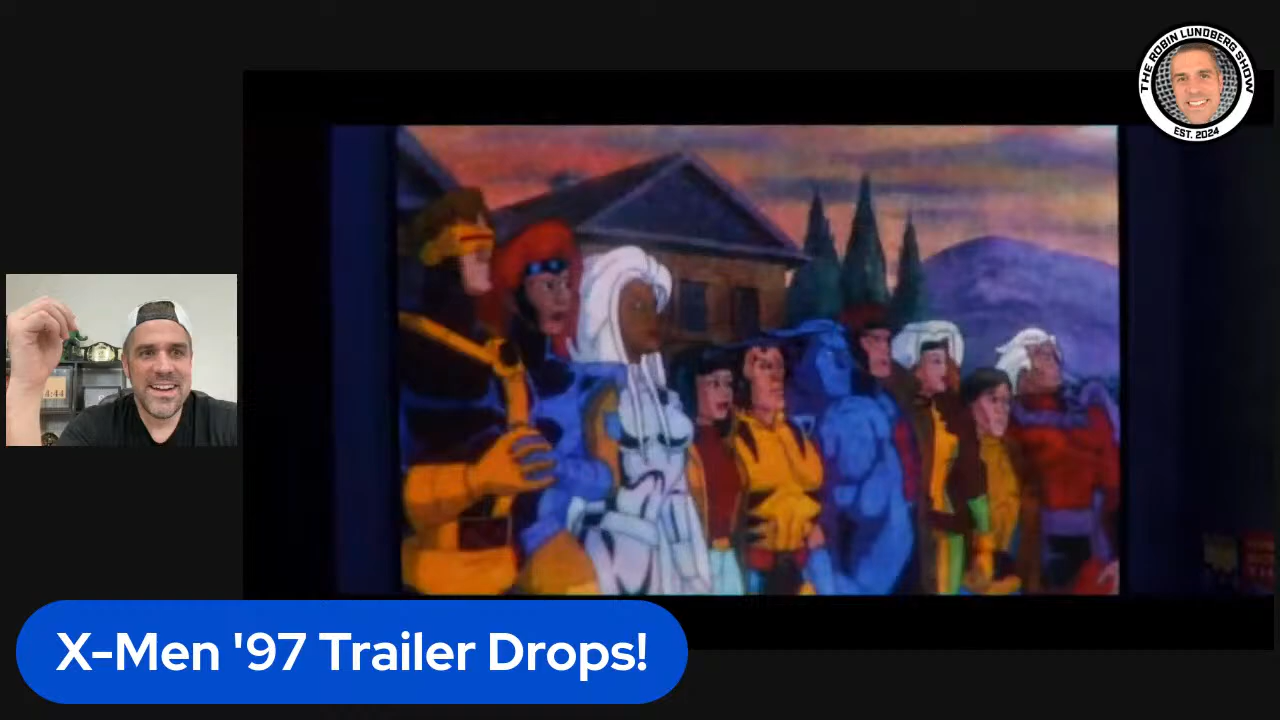 THE ROBIN LUNDBERG SHOW
EST. 2024
X-Men '97 Trailer Drops!